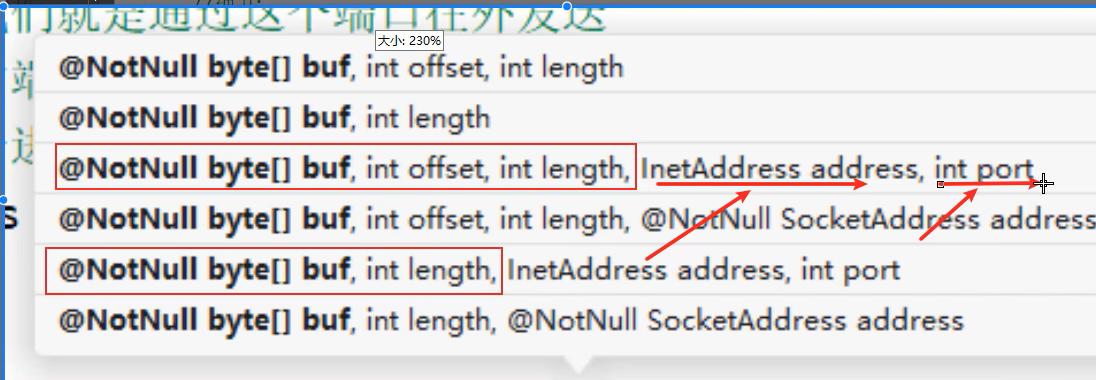 们就是通过这个端口往外发送
大小: 230%
端
@NotNull byte[] buf, int offset, int length
@NotNull byte[] buf, int length
送
@NotNull byte[] buf, int offset, int length, InetAddress address, int port
S
@NotNull byte[] buf, int offset, int length, @NotNull SocketAddress address
@NotNull byte[] buf, int length, InetAddress address, int port
@NotNull byte[] buf, int length, @NotNull SocketAddress address